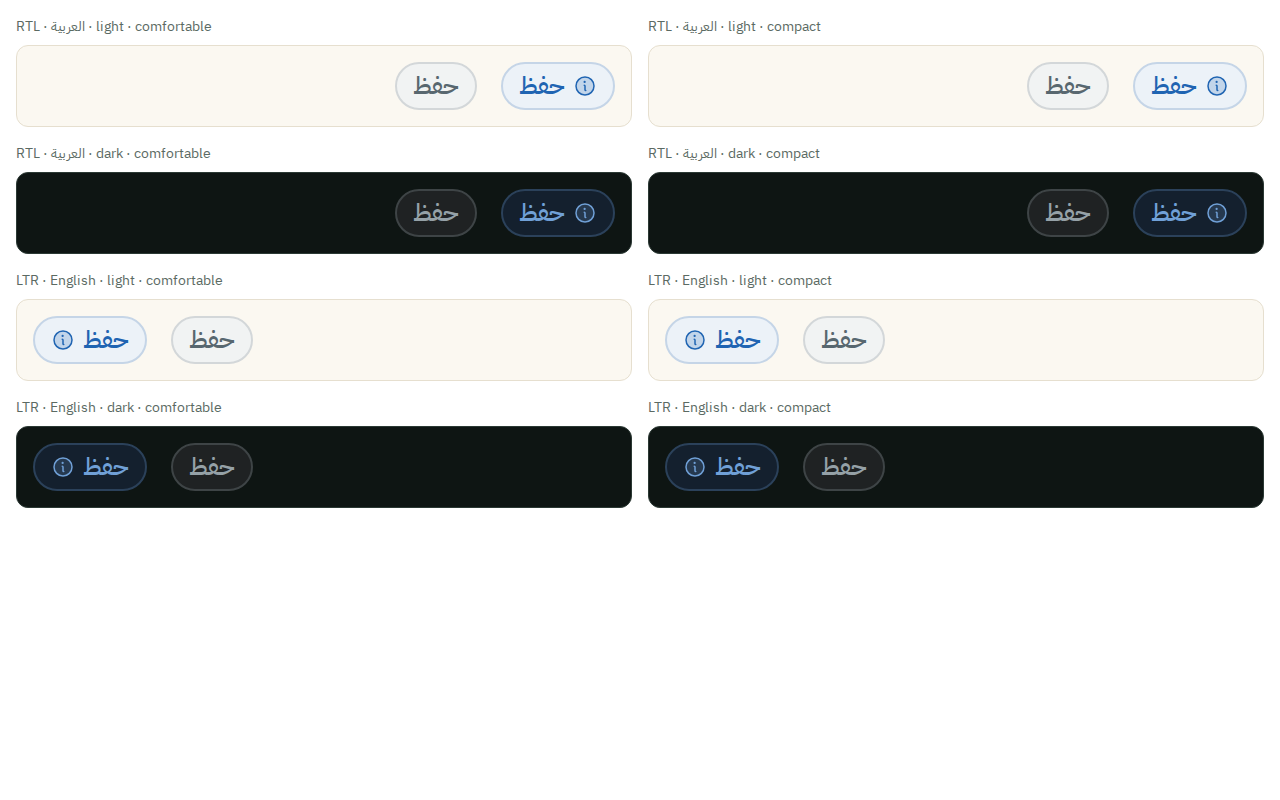 RTL · العربية · light · comfortable
حفظ
حفظ
RTL · العربية · light · compact
حفظ
حفظ
RTL · العربية · dark · comfortable
حفظ
حفظ
RTL · العربية · dark · compact
حفظ
حفظ
LTR · English · light · comfortable
حفظ
حفظ
LTR · English · light · compact
حفظ
حفظ
LTR · English · dark · comfortable
حفظ
حفظ
LTR · English · dark · compact
حفظ
حفظ